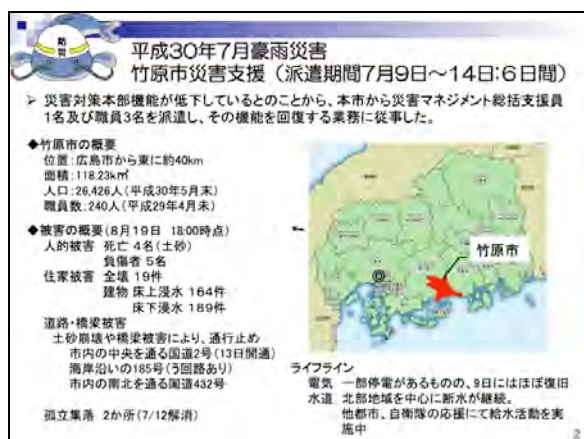 防災
平成30年7月豪雨災害
竹原市災害支援（派遣期間7月9日～14日:6日間）
➢ 災害対策本部機能が低下しているとのことから、本市から災害マネジメント総括支援員
1名及び職員3名を派遣し、その機能を回復する業務に従事した。
◆竹原市の概要
位置:広島市から東に約40km
面積:118.23k㎡
人口:26,426人(平成30年5月末)
職員数:240人(平成29年4月末)
◆被害の概要(8月19日 18:00時点)
人的被害 死亡 4名(土砂)
負傷者 5名
住家被害 全壊 19件
建物 床上浸水 164件
床下浸水 189件
道路・橋梁被害
土砂崩壊や橋梁被害により、通行止め
市内の中央を通る国道2号(13日開通)
海岸沿いの185号(う回路あり)
市内の南北を通る国道432号
孤立集落 2か所(7/12解消)
竹原市
ライフライン
電気 一部停電があるものの、9日にはほぼ復旧
水道 北部地域を中心に断水が継続。
他都市、自衛隊の応援にて給水活動を実
施中
2